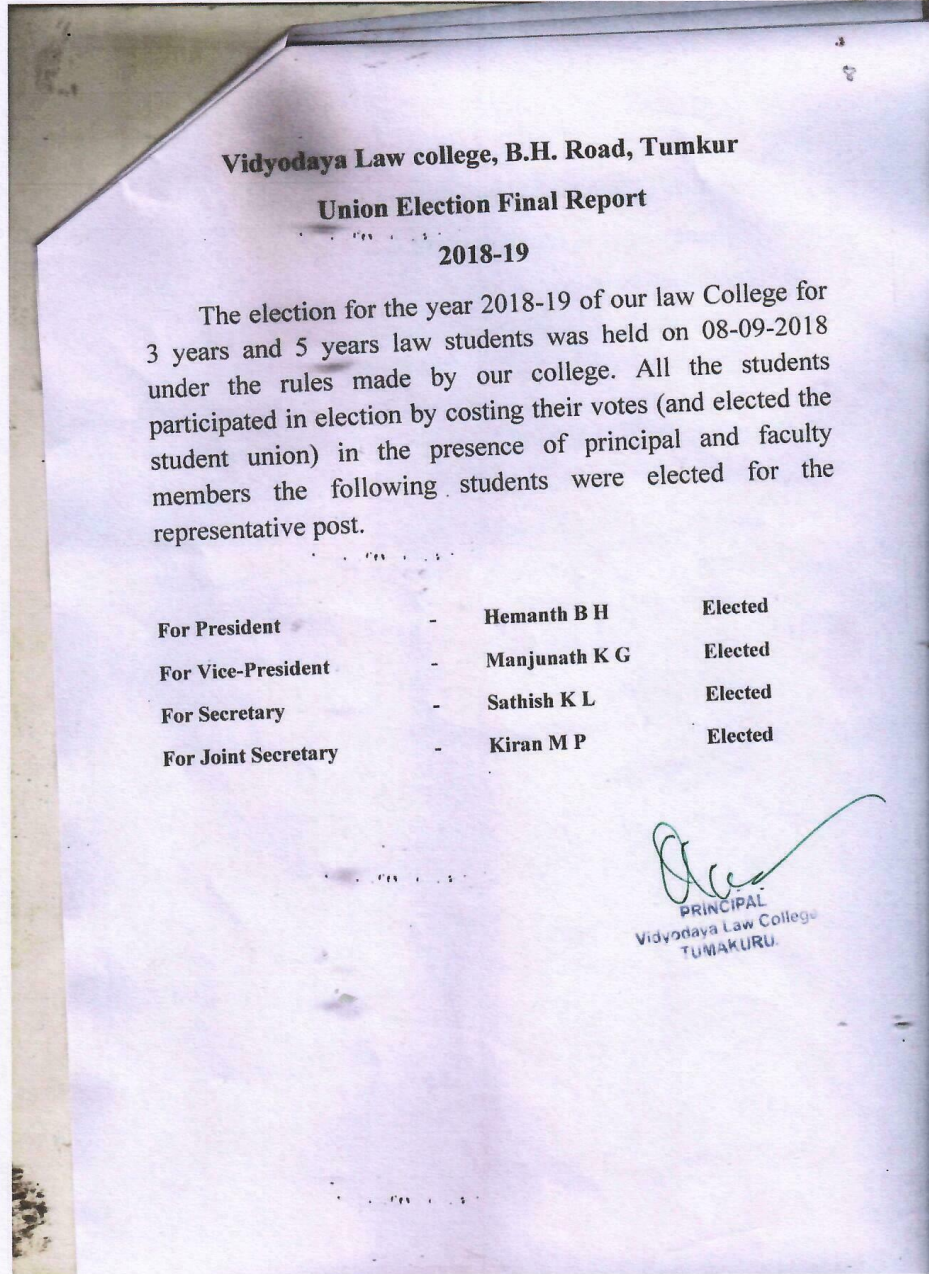 Vidyodaya Law college, B.H. Road, Tumkur
Union Election Final Report
2018-19
The election for the year 2018-19 of our law College for
3 years and 5 years law students was held on 08-09-2018
under the rules made by our college. All the students
participated in election by costing their votes (and elected the
student union) in the presence of principal and faculty
members the following students were elected for the
representative post.
For President - Hemanth B H Elected
For Vice-President - Manjunath K G Elected
For Secretary - Sathish K L Elected
For Joint Secretary - Kiran M P Elected
PRINCIPAL
Vidyodaya Law College
TUMAKURU.